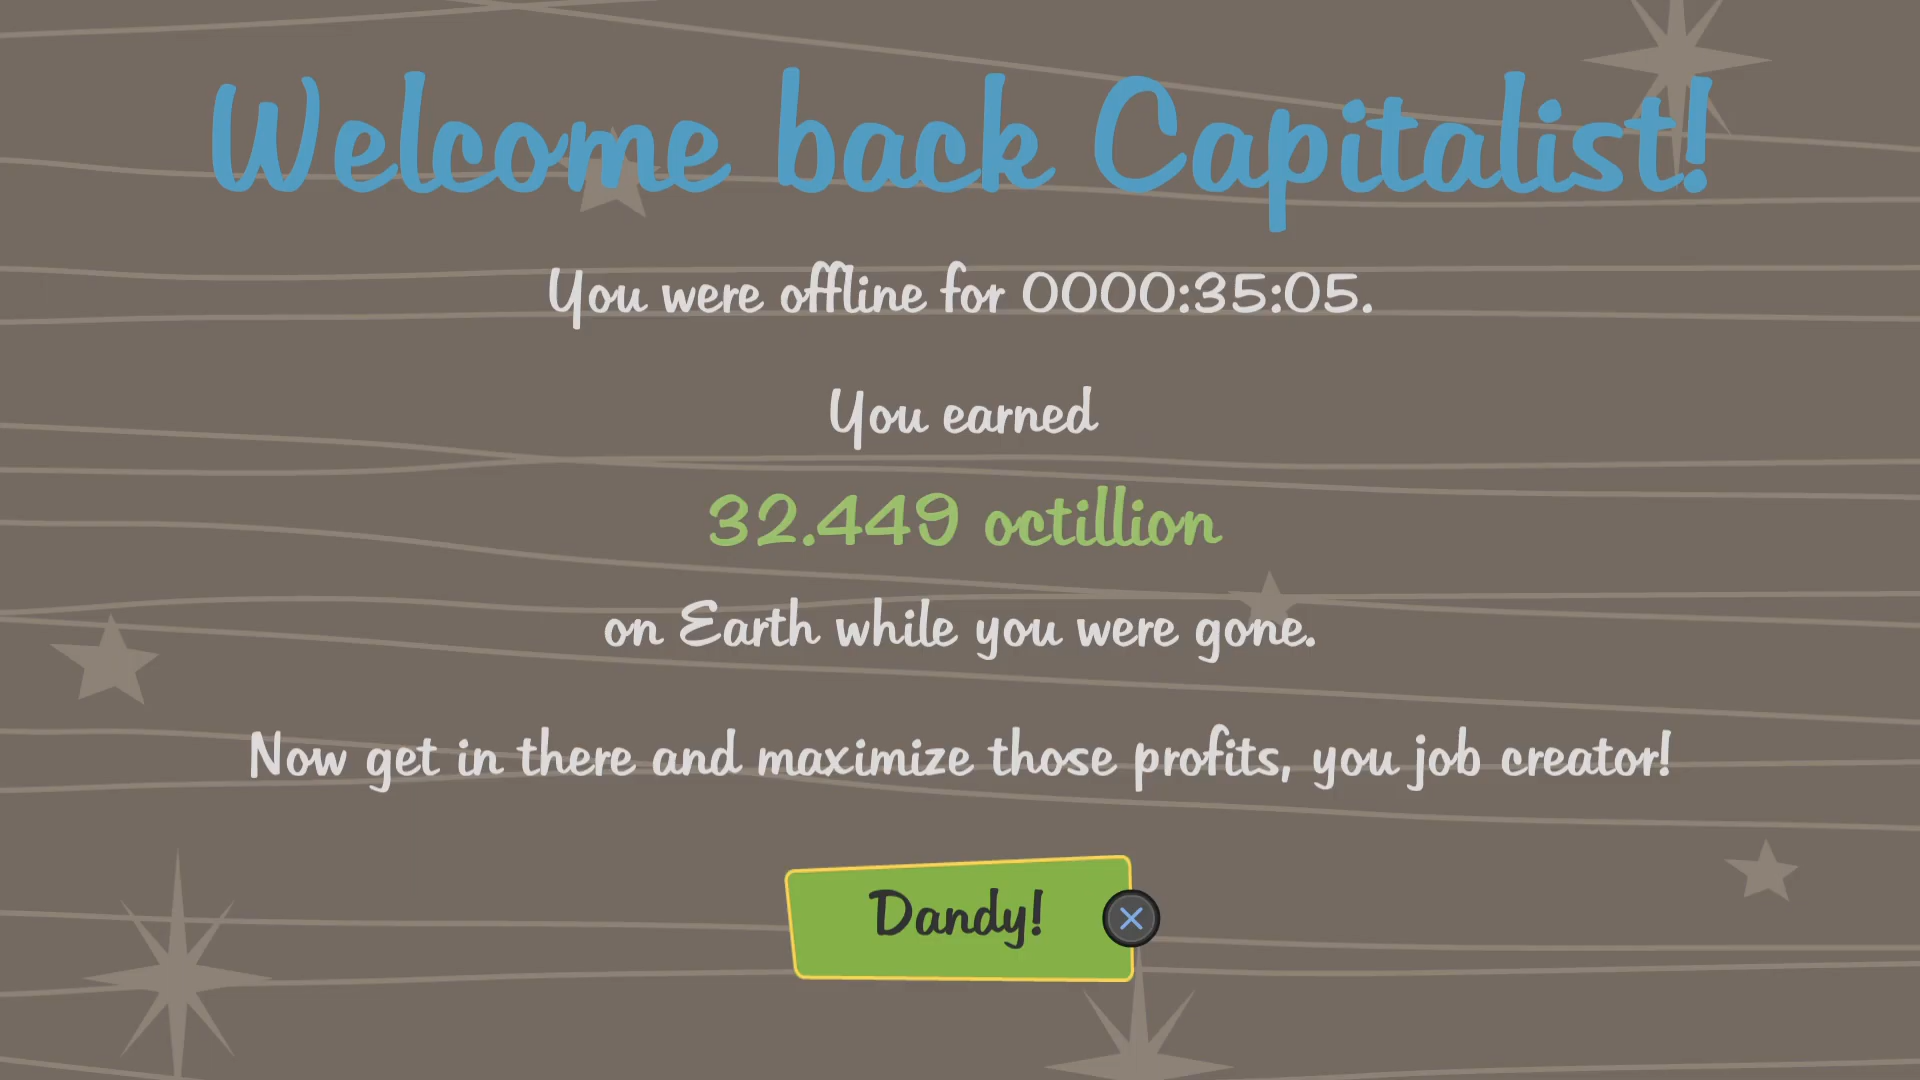 Welcome back Capitalist!
You were offline for 0000:35:05.
You earned
32.449 octillion
on Earth while you were gone.
Now get in there and maximize those profits, you job creator!
Dandy!